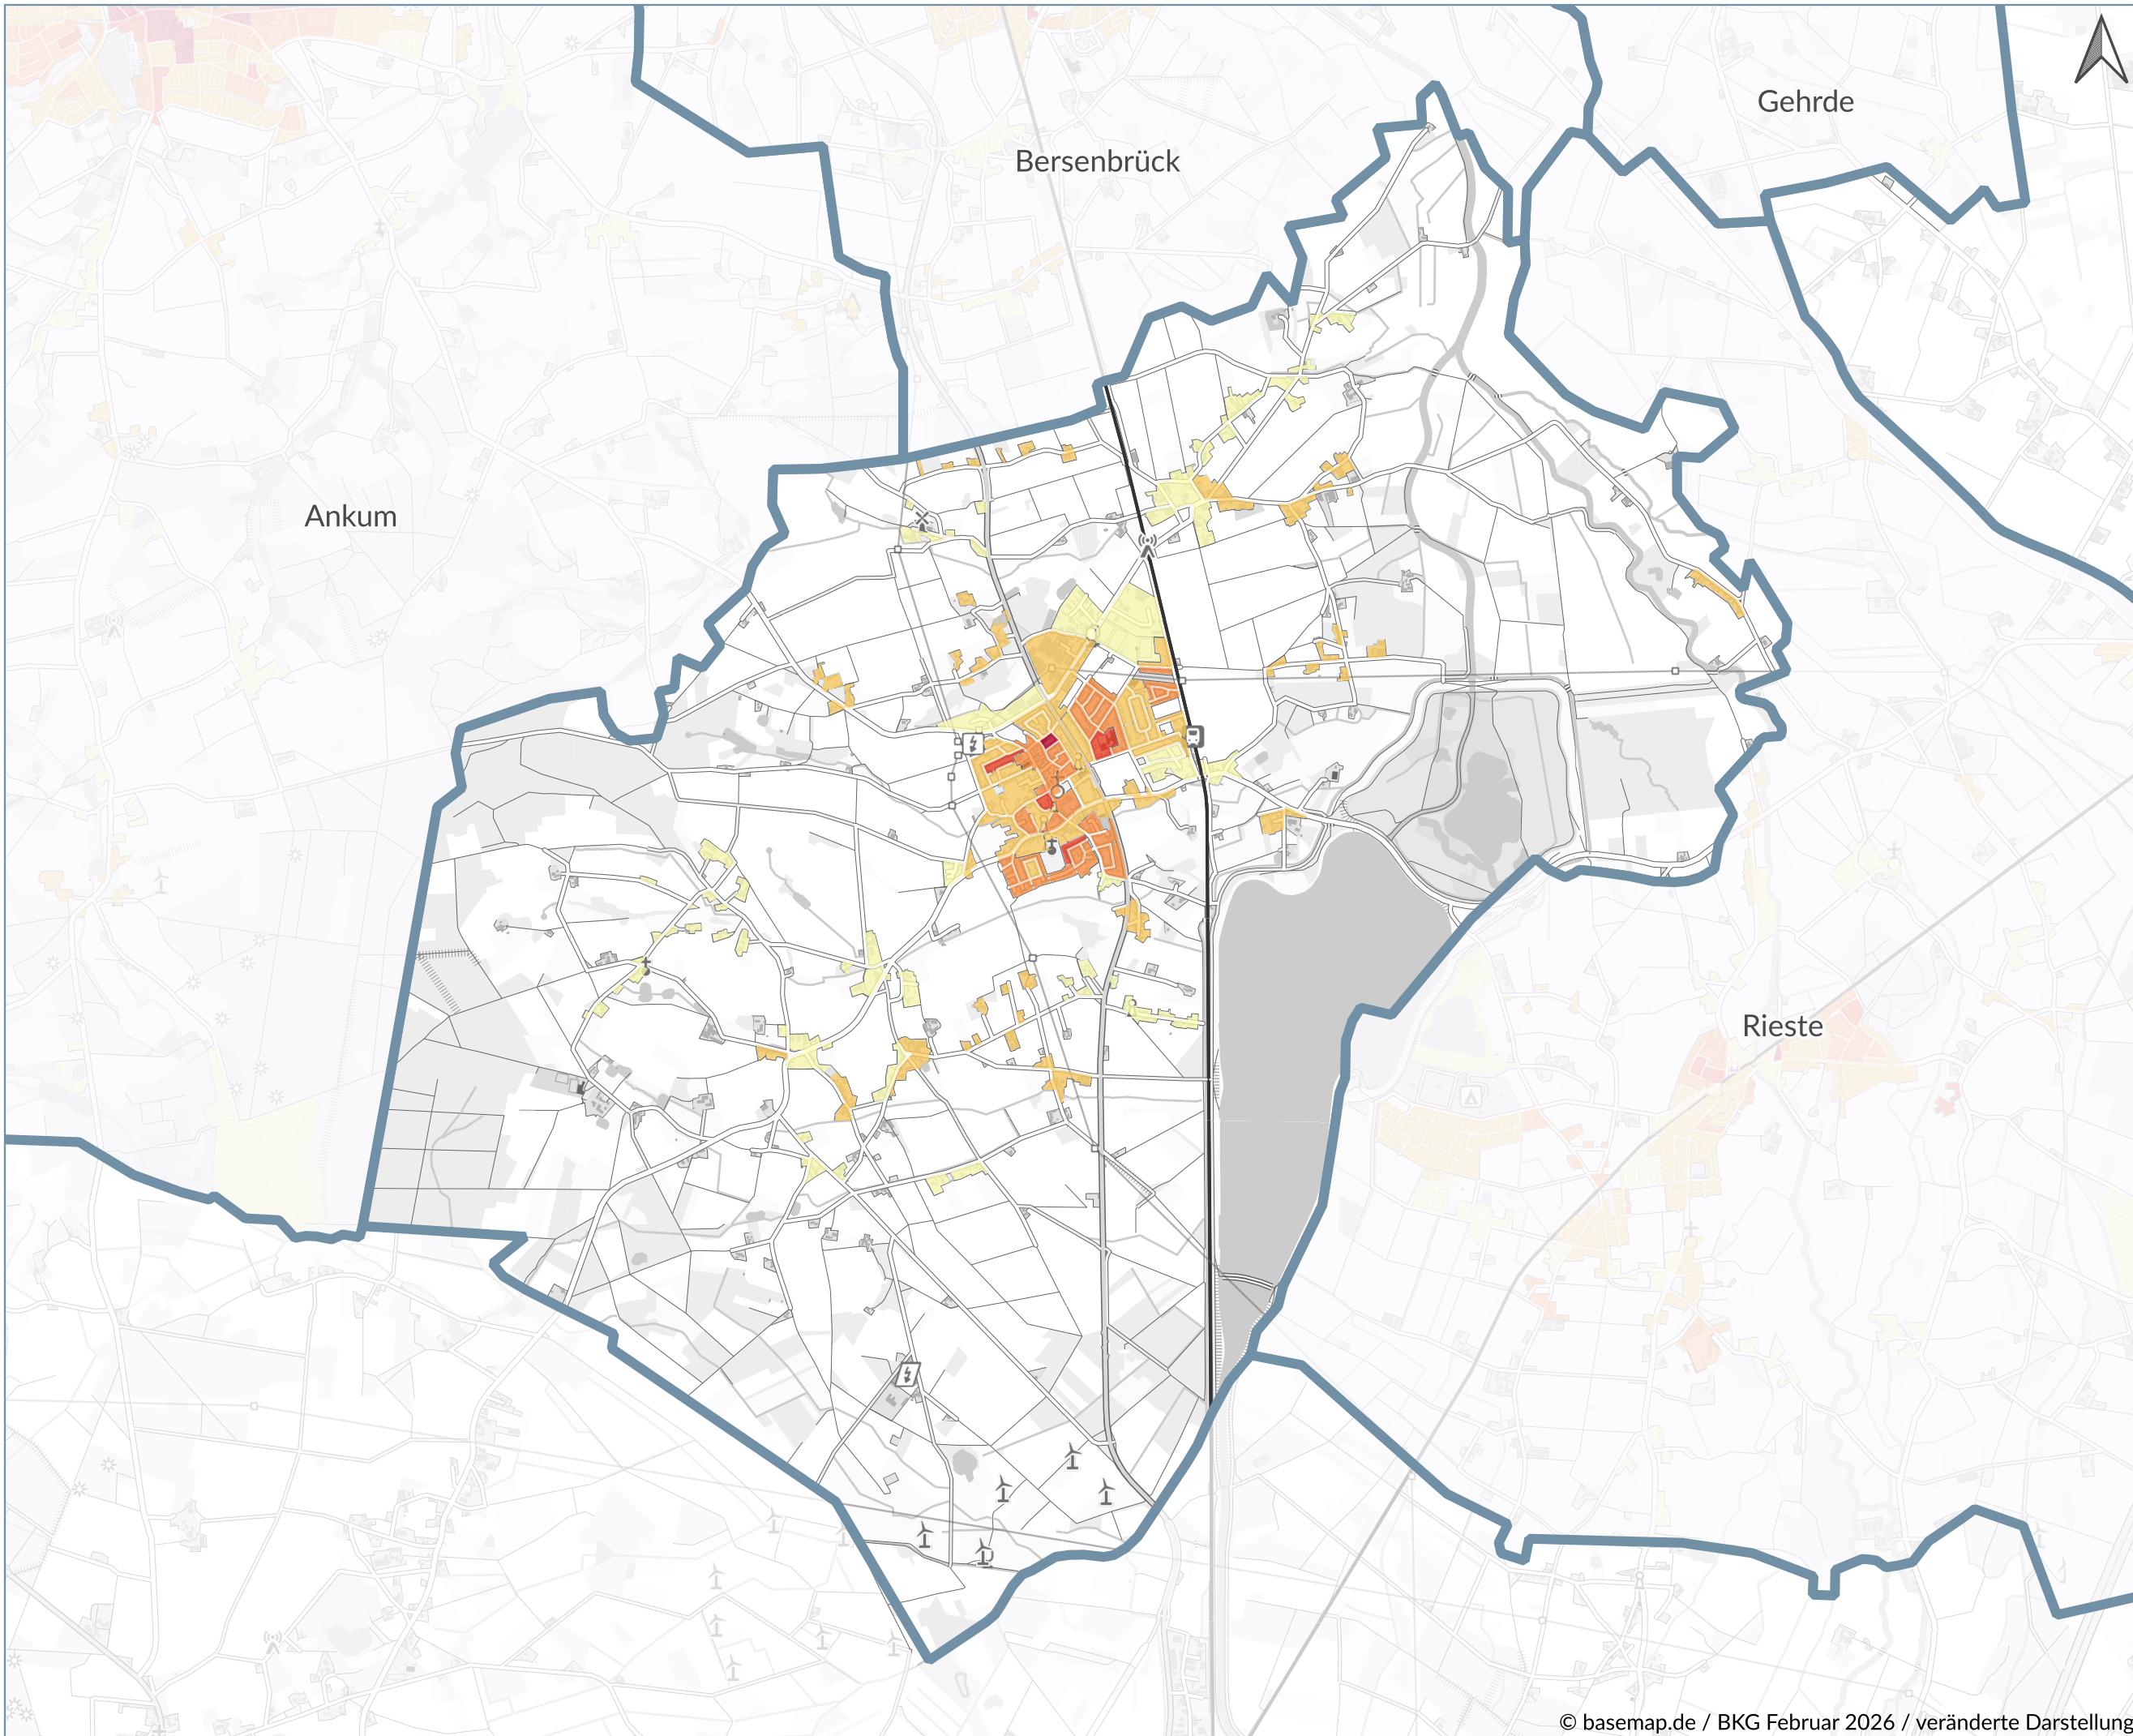 Gehrde
Bersenbrück
Ankum
Rieste
© basemap.de / BKG Februar 2026 / veränderte Darstellung